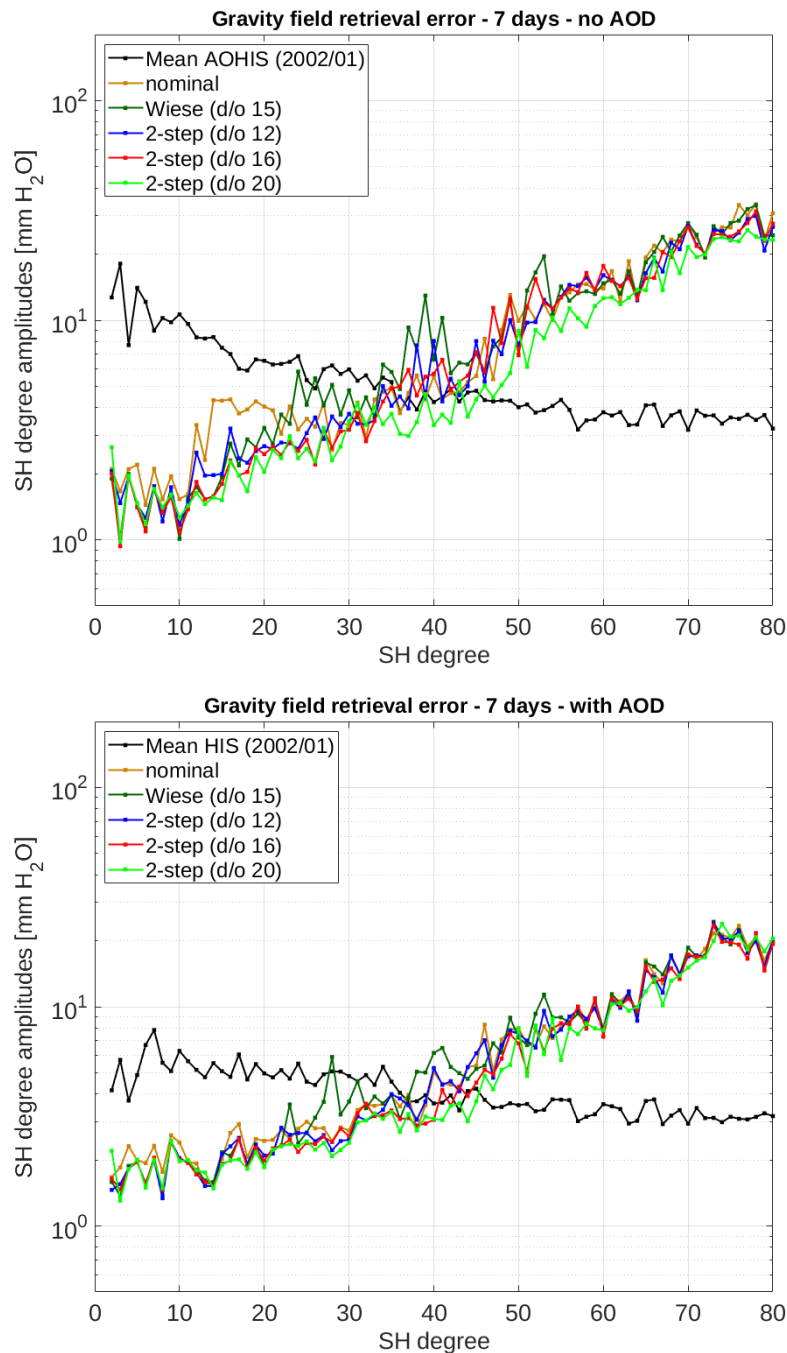 Gravity field retrieval error - 7 days - no AOD
Mean AOHIS (2002/01)
nominal
Wiese (d/o 15)
2-step (d/o 12)
2-step (d/o 16)
2-step (d/o 20)
SH degree amplitudes [mm H2O]
10^2
10^1
10^0
0 10 20 30 40 50 60 70 80
SH degree
Gravity field retrieval error - 7 days - with AOD
Mean HIS (2002/01)
nominal
Wiese (d/o 15)
2-step (d/o 12)
2-step (d/o 16)
2-step (d/o 20)
SH degree amplitudes [mm H2O]
10^2
10^1
10^0
0 10 20 30 40 50 60 70 80
SH degree